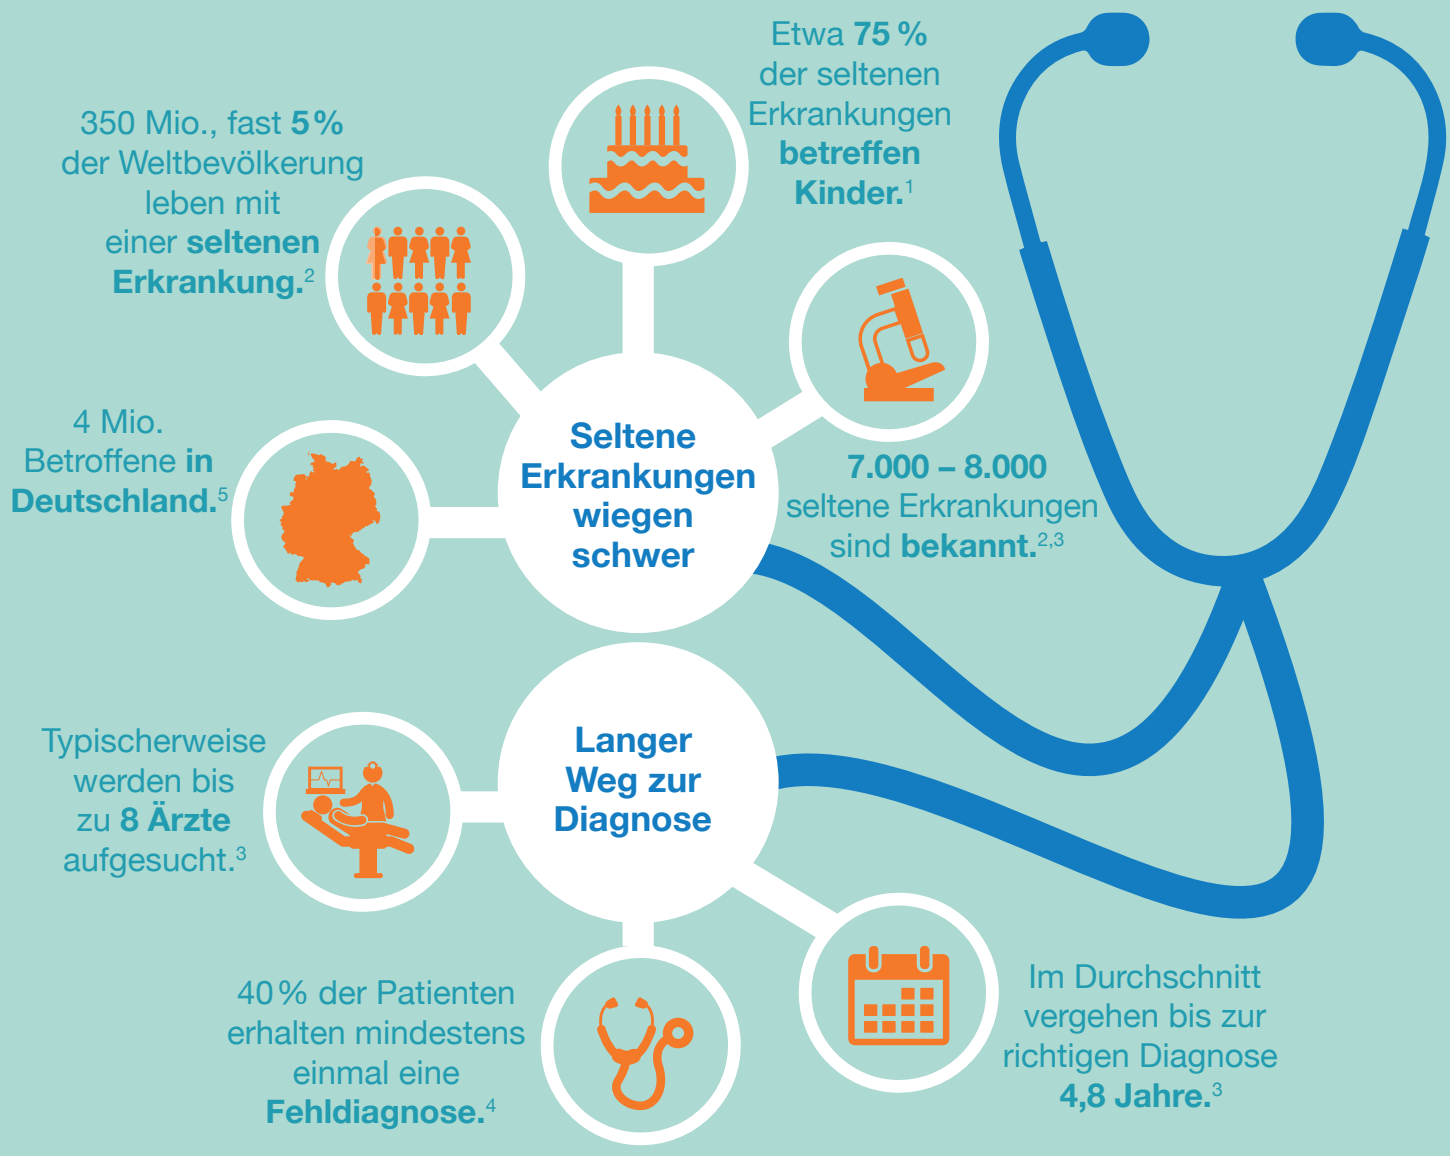 Etwa 75 %
der seltenen
Erkrankungen
betreffen
Kinder.1
350 Mio., fast 5 %
der Weltbevölkerung
leben mit
einer seltenen
Erkrankung.2
4 Mio.
Betroffene in
Deutschland.5
Seltene
Erkrankungen
wiegen
schwer
7.000 – 8.000
seltene Erkrankungen
sind bekannt.2,3
Typischerweise
werden bis
zu 8 Ärzte
aufgesucht.3
Langer
Weg zur
Diagnose
40 % der Patienten
erhalten mindestens
einmal eine
Fehldiagnose.4
Im Durchschnitt
vergehen bis zur
richtigen Diagnose
4,8 Jahre.3